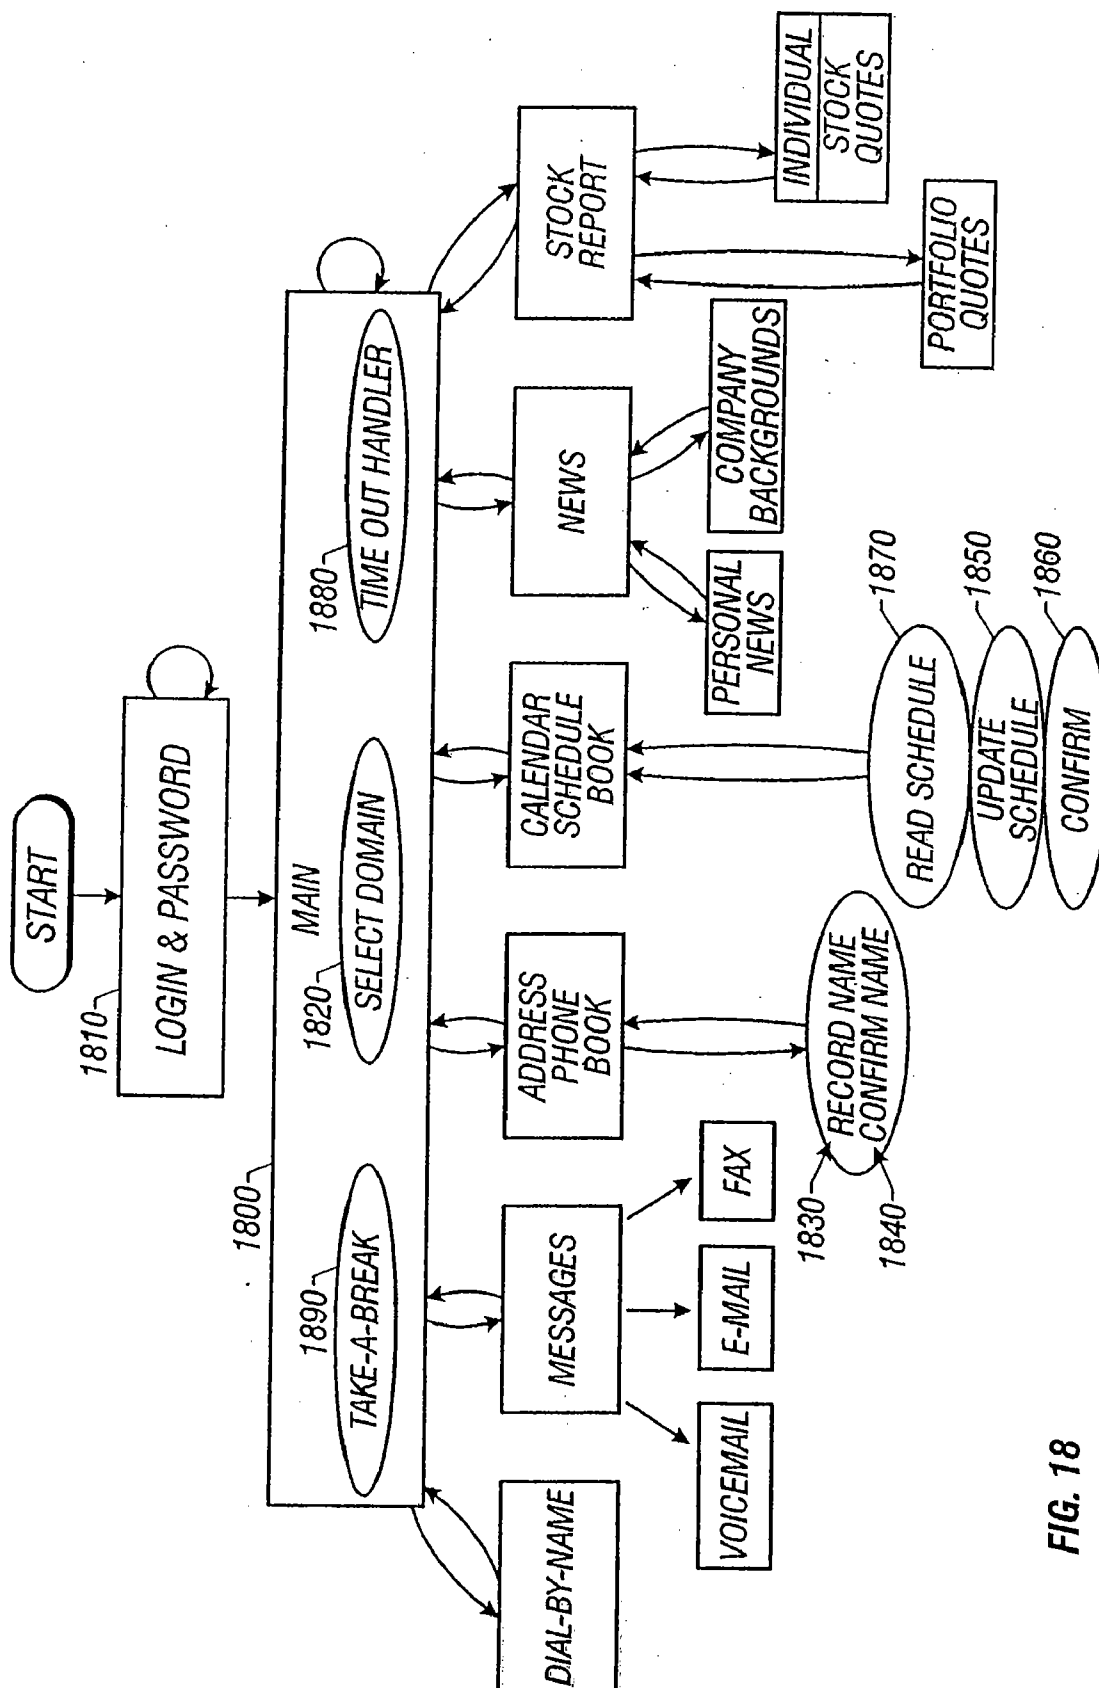 START
1810
LOGIN & PASSWORD
1800
MAIN
1890
TAKE-A-BREAK
1820
SELECT DOMAIN
1880
TIME OUT HANDLER
DIAL-BY-NAME
MESSAGES
ADDRESS
PHONE
BOOK
CALENDAR
SCHEDULE
BOOK
NEWS
STOCK
REPORT
VOICEMAIL
E-MAIL
FAX
1830
RECORD NAME
1840
CONFIRM NAME
READ SCHEDULE
1870
UPDATE
SCHEDULE
1850
CONFIRM
1860
PERSONAL
NEWS
COMPANY
BACKGROUNDS
PORTFOLIO
QUOTES
INDIVIDUAL
STOCK
QUOTES
FIG. 18